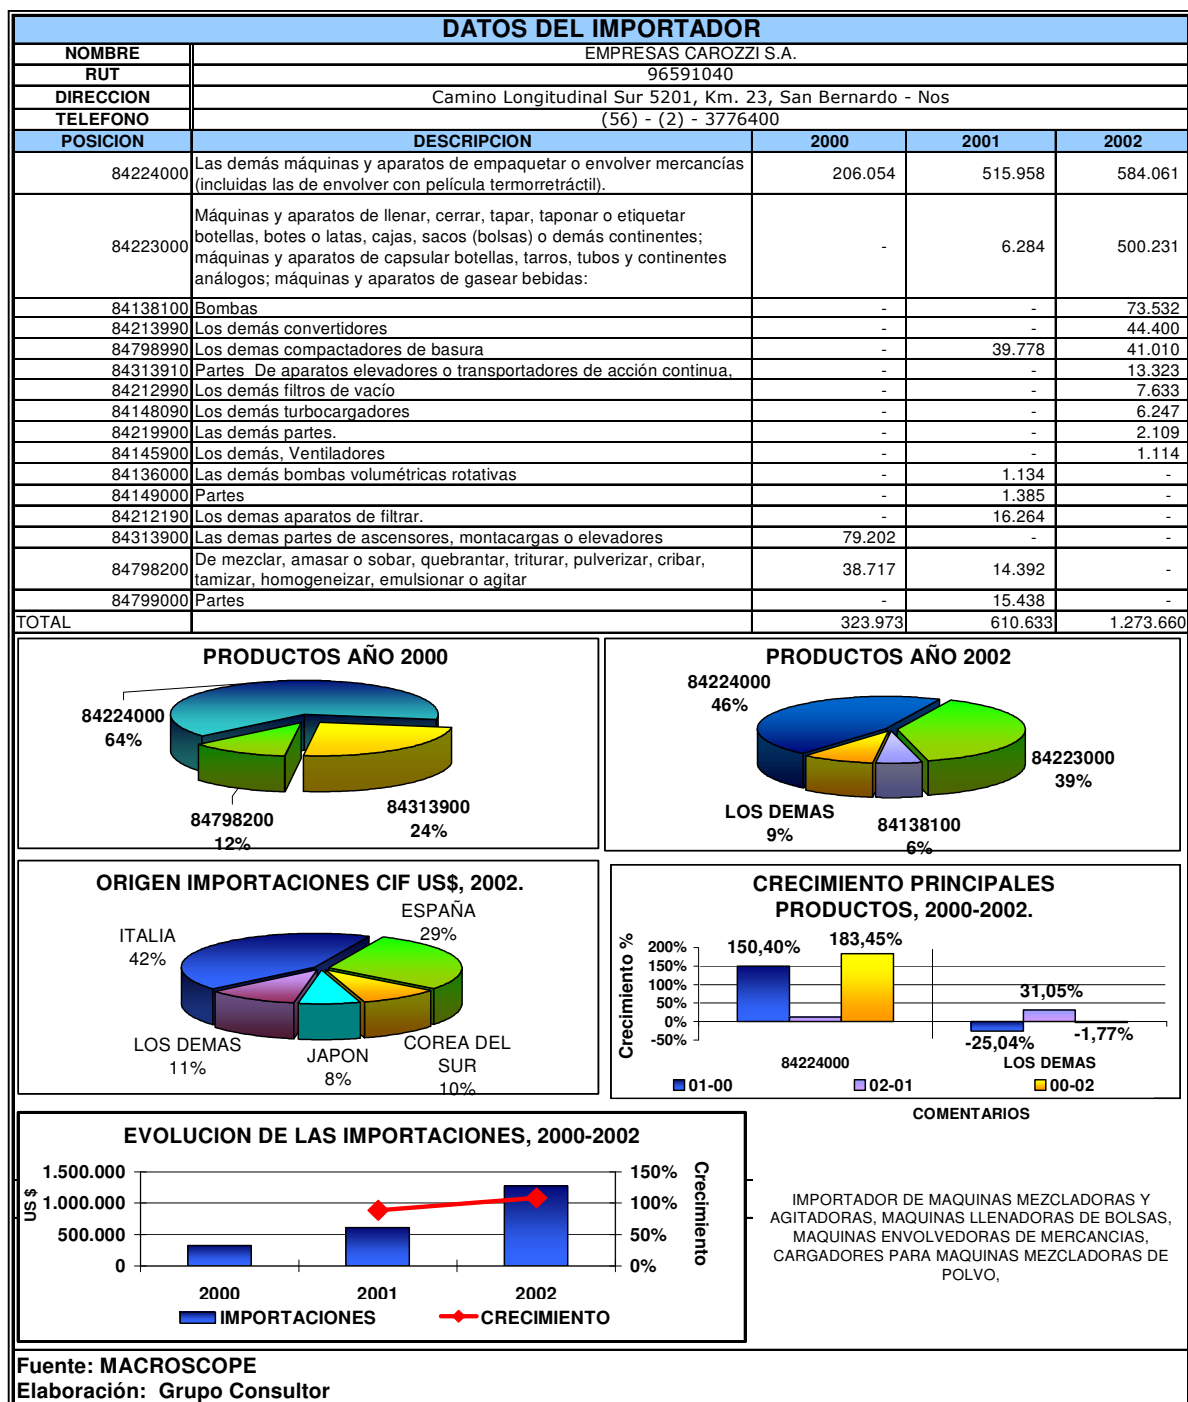 DATOS DEL IMPORTADOR
NOMBRE EMPRESAS CAROZZI S.A.
RUT 96591040
DIRECCION Camino Longitudinal Sur 5201, Km. 23, San Bernardo - Nos
TELEFONO (56) - (2) - 3776400
POSICION DESCRIPCION 2000 2001 2002
84224000 Las demás máquinas y aparatos de empaquetar o envolver mercancías
(incluidas las de envolver con película termorretráctil). 206.054 515.958 584.061
Máquinas y aparatos de llenar, cerrar, tapar, taponar o etiquetar
botellas, botes o latas, cajas, sacos (bolsas) o demás continentes;
84223000 máquinas y aparatos de capsular botellas, tarros, tubos y continentes - 6.284 500.231
análogos; máquinas y aparatos de gasear bebidas:
84138100 Bombas - - 73.532
84213990 Los demás convertidores - - 44.400
84798990 Los demas compactadores de basura - 39.778 41.010
84313910 Partes De aparatos elevadores o transportadores de acción continua, - - 13.323
84212990 Los demás filtros de vacío - - 7.633
84148090 Los demás turbocargadores - - 6.247
84219900 Las demás partes. - - 2.109
84145900 Los demás, Ventiladores - - 1.114
84136000 Las demás bombas volumétricas rotativas - 1.134 -
84149000 Partes - 1.385 -
84212190 Los demas aparatos de filtrar. - 16.264 -
84313900 Las demas partes de ascensores, montacargas o elevadores 79.202 - -
84798200 De mezclar, amasar o sobar, quebrantar, triturar, pulverizar, cribar,
tamizar, homogeneizar, emulsionar o agitar 38.717 14.392 -
84799000 Partes - 15.438 -
TOTAL 323.973 610.633 1.273.660
PRODUCTOS AÑO 2000
84224000
64%
84798200
12%
84313900
24%
PRODUCTOS AÑO 2002
84224000
46%
84223000
39%
LOS DEMAS
9%
84138100
6%
ORIGEN IMPORTACIONES CIF US$, 2002.
ESPAÑA
29%
ITALIA
42%
LOS DEMAS
11%
JAPON
8%
COREA DEL
SUR
10%
CRECIMIENTO PRINCIPALES
PRODUCTOS, 2000-2002.
Crecimiento %
200%
150%
100%
50%
0%
-50%
150,40%
183,45%
31,05%
-25,04%
-1,77%
84224000 LOS DEMAS
01-00 02-01 00-02
EVOLUCION DE LAS IMPORTACIONES, 2000-2002
US $
1.500.000
1.000.000
500.000
0
150%
100%
50%
0%
Crecimiento
2000 2001 2002
IMPORTACIONES CRECIMIENTO
COMENTARIOS
IMPORTADOR DE MAQUINAS MEZCLADORAS Y
AGITADORAS, MAQUINAS LLENADORAS DE BOLSAS,
MAQUINAS ENVOLVEDORAS DE MERCANCIAS,
CARGADORES PARA MAQUINAS MEZCLADORAS DE
POLVO,
Fuente: MACROSCOPE
Elaboración: Grupo Consultor